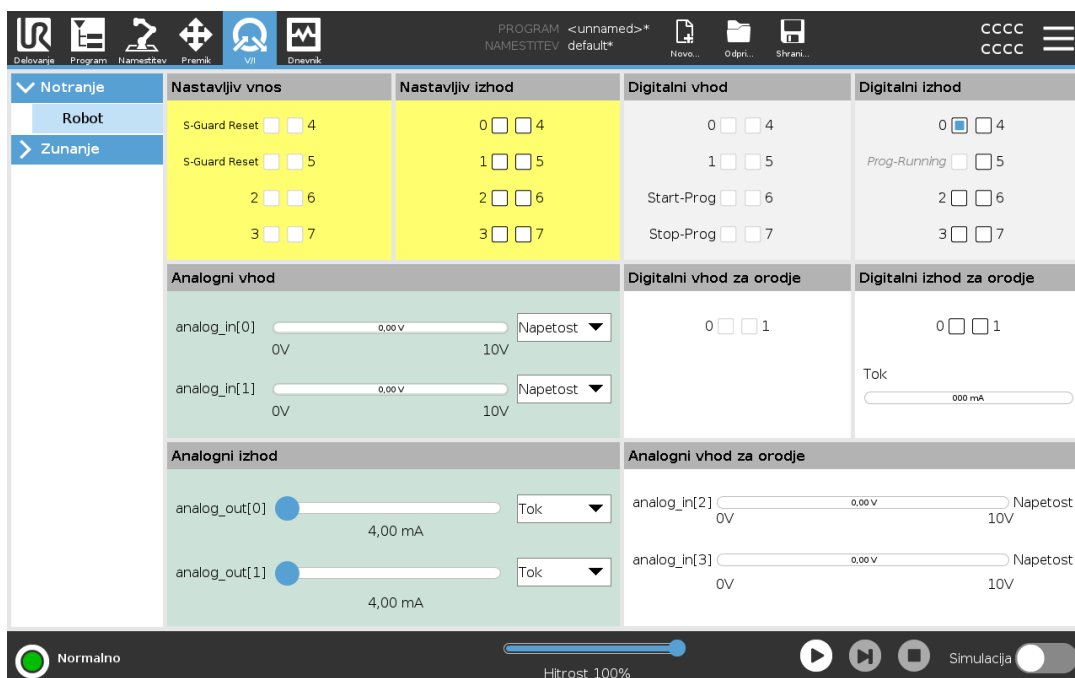 PROGRAM <unnamed>*
NAMESTITEV default*
CCCC
CCCC
Delovanje Program Namestitev Premik V/I Dnevnik Novo... Odpri... Shrani...
Notranje
Robot
Zunanje
Nastavljiv vnos
S-Guard Reset 4
S-Guard Reset 5
2 6
3 7
Nastavljiv izhod
0 4
1 5
2 6
3 7
Digitalni vhod
0 4
1 5
Start-Prog 6
Stop-Prog 7
Digitalni izhod
0 4
Prog-Running 5
2 6
3 7
Analogni vhod
analog_in[0] 0,00 V Napetost
0V 10V
analog_in[1] 0,00 V Napetost
0V 10V
Digitalni vhod za orodje
0 1
Digitalni izhod za orodje
0 1
Tok
000 mA
Analogni izhod
analog_out[0] Tok
4,00 mA
analog_out[1] Tok
4,00 mA
Analogni vhod za orodje
analog_in[2] 0,00 V Napetost
0V 10V
analog_in[3] 0,00 V Napetost
0V 10V
Normalno
Hitrost 100%
Simulacija